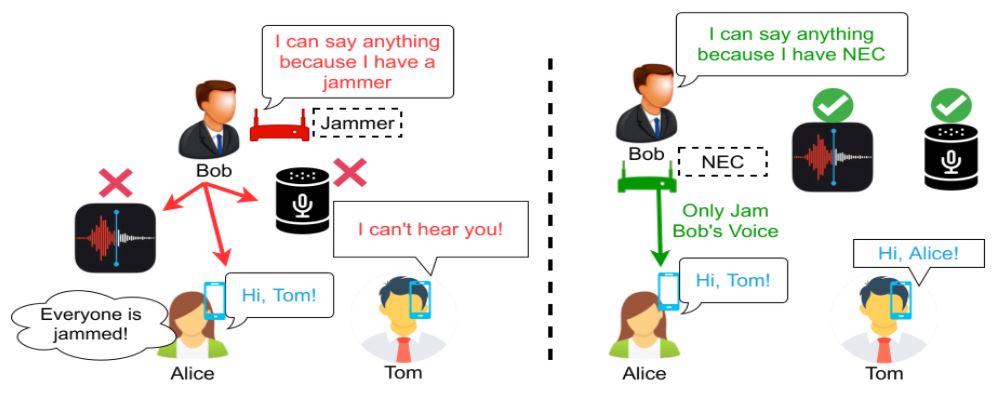 I can say anything
because I have a
jammer
Jammer
Bob
I can't hear you!
Hi, Tom!
Everyone is
jammed!
Alice
Tom
I can say anything
because I have NEC
Bob
NEC
Only Jam
Bob's Voice
Hi, Tom!
Hi, Alice!
Alice
Tom